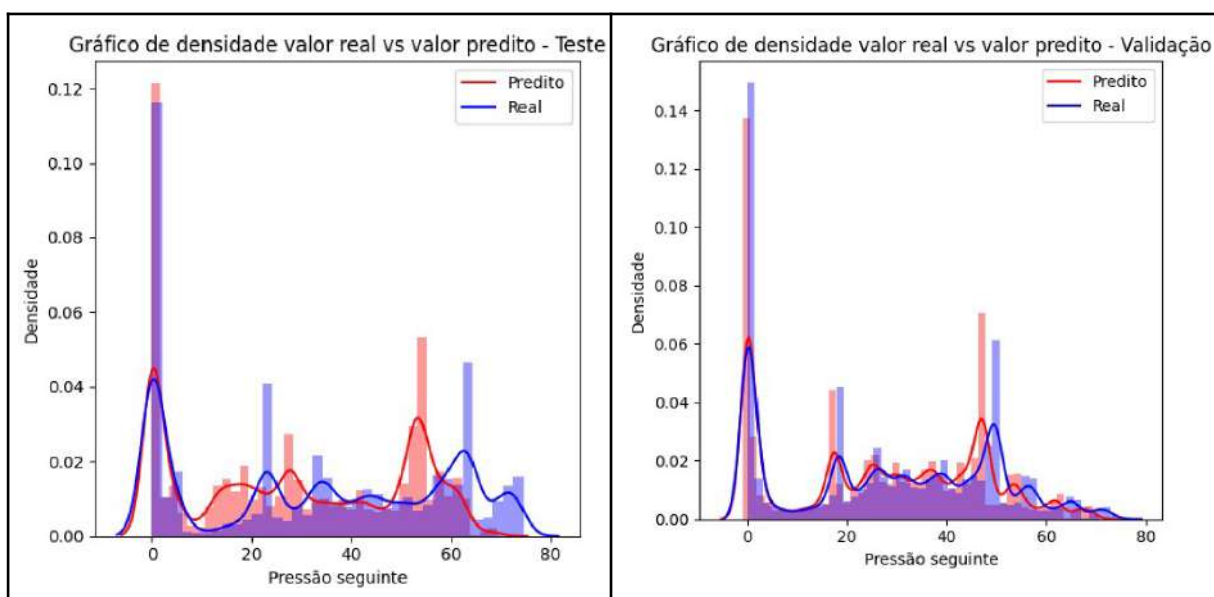 Gráfico de densidade valor real vs valor predito - Teste
Predito
Real
0.12
0.10
0.08
0.06
0.04
0.02
0.00
Densidade
0
20
40
60
80
Pressão seguinte
Gráfico de densidade valor real vs valor predito - Validação
Predito
Real
0.14
0.12
0.10
0.08
0.06
0.04
0.02
0.00
Densidade
0
20
40
60
80
Pressão seguinte